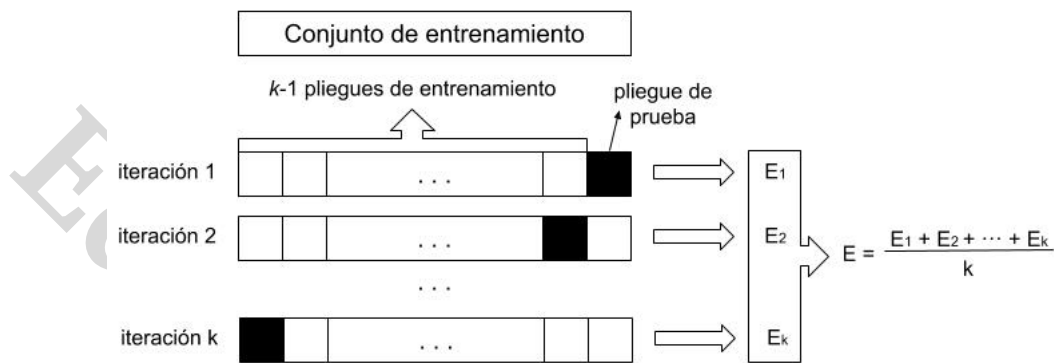 Conjunto de entrenamiento
k-1 pliegues de entrenamiento
pliegue de
prueba
iteración 1
. . .
E1
iteración 2
. . .
E2
. . .
. . .
iteración k
. . .
Ek
E = E1 + E2 + ··· + Ek
k